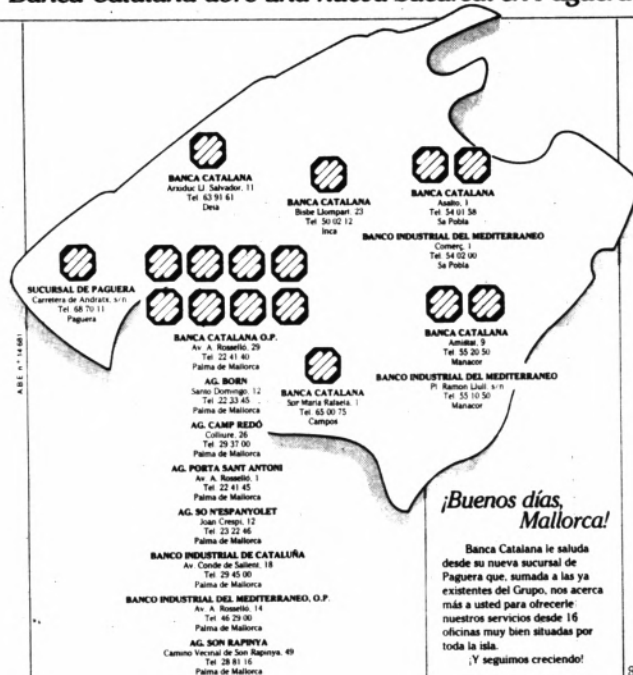 Banca Catalana abre una nueva sucursal en Paguera
BANCA CATALANA
Arxiduc Ll. Salvador, 11
Tel. 63 91 61
Deia
BANCA CATALANA
Bisbe Llompart, 23
Tel. 50 02 12
Inca
BANCA CATALANA
Asalto, 1
Tel. 54 01 58
Sa Pobla
BANCO INDUSTRIAL DEL MEDITERRANEO
Comerç, 1
Tel. 54 02 00
Sa Pobla
SUCURSAL DE PAGUERA
Carretera de Andratx, s/n
Tel. 68 70 11
Paguera
BANCA CATALANA O.P.
Av. A. Rosselló, 29
Tel. 22 41 40
Palma de Mallorca
AG. BORN
Santo Domingo, 12
Tel. 22 33 45
Palma de Mallorca
AG. CAMP REDÓ
Colliure, 26
Tel. 29 37 00
Palma de Mallorca
AG. PORTA SANT ANTONI
Av. A. Rosselló, 1
Tel. 22 41 45
Palma de Mallorca
AG. SO N'ESPANYOLET
Joan Crespi, 12
Tel. 23 22 46
Palma de Mallorca
BANCO INDUSTRIAL DE CATALUÑA
Av. Conde de Sallent, 18
Tel. 29 45 00
Palma de Mallorca
BANCO INDUSTRIAL DEL MEDITERRANEO, O.P.
Av. A. Rosselló, 14
Tel. 46 29 00
Palma de Mallorca
AG. SON RAPINYA
Camino Vecinal de Son Rapinya, 49
Tel. 28 81 16
Palma de Mallorca
BANCA CATALANA
Sor Maria Rafaela, 1
Tel. 65 00 75
Campos
BANCA CATALANA
Amistat, 9
Tel. 55 20 50
Manacor
BANCO INDUSTRIAL DEL MEDITERRANEO
Pl. Ramon Llull, s/n
Tel. 55 10 50
Manacor
A.B.E. n.° 14.681
¡Buenos días,
Mallorca!
Banca Catalana le saluda
desde su nueva sucursal de
Paguera que, sumada a las ya
existentes del Grupo, nos acerca
más a usted para ofrecerle
nuestros servicios desde 16
oficinas muy bien situadas por
toda la isla.
¡Y seguimos creciendo!